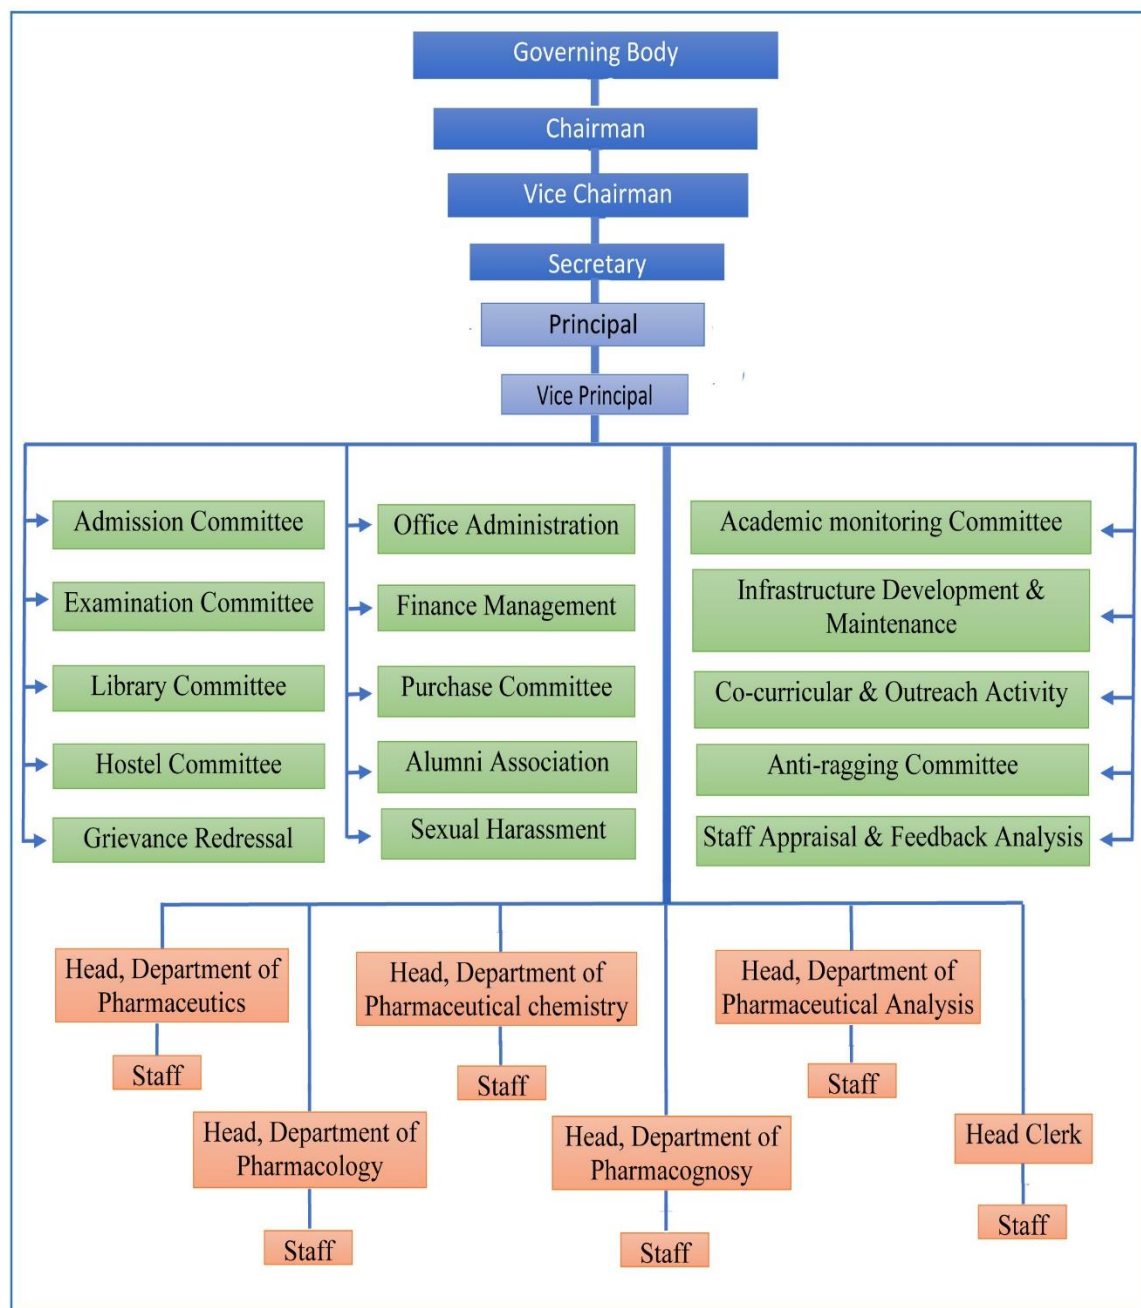 Governing Body
Chairman
Vice Chairman
Secretary
Principal
Vice Principal
Admission Committee
Examination Committee
Library Committee
Hostel Committee
Grievance Redressal
Office Administration
Finance Management
Purchase Committee
Alumni Association
Sexual Harassment
Academic monitoring Committee
Infrastructure Development &
Maintenance
Co-curricular & Outreach Activity
Anti-ragging Committee
Staff Appraisal & Feedback Analysis
Head, Department of
Pharmaceutics
Staff
Head, Department of
Pharmacology
Staff
Head, Department of
Pharmaceutical chemistry
Staff
Head, Department of
Pharmacognosy
Staff
Head, Department of
Pharmaceutical Analysis
Staff
Head Clerk
Staff